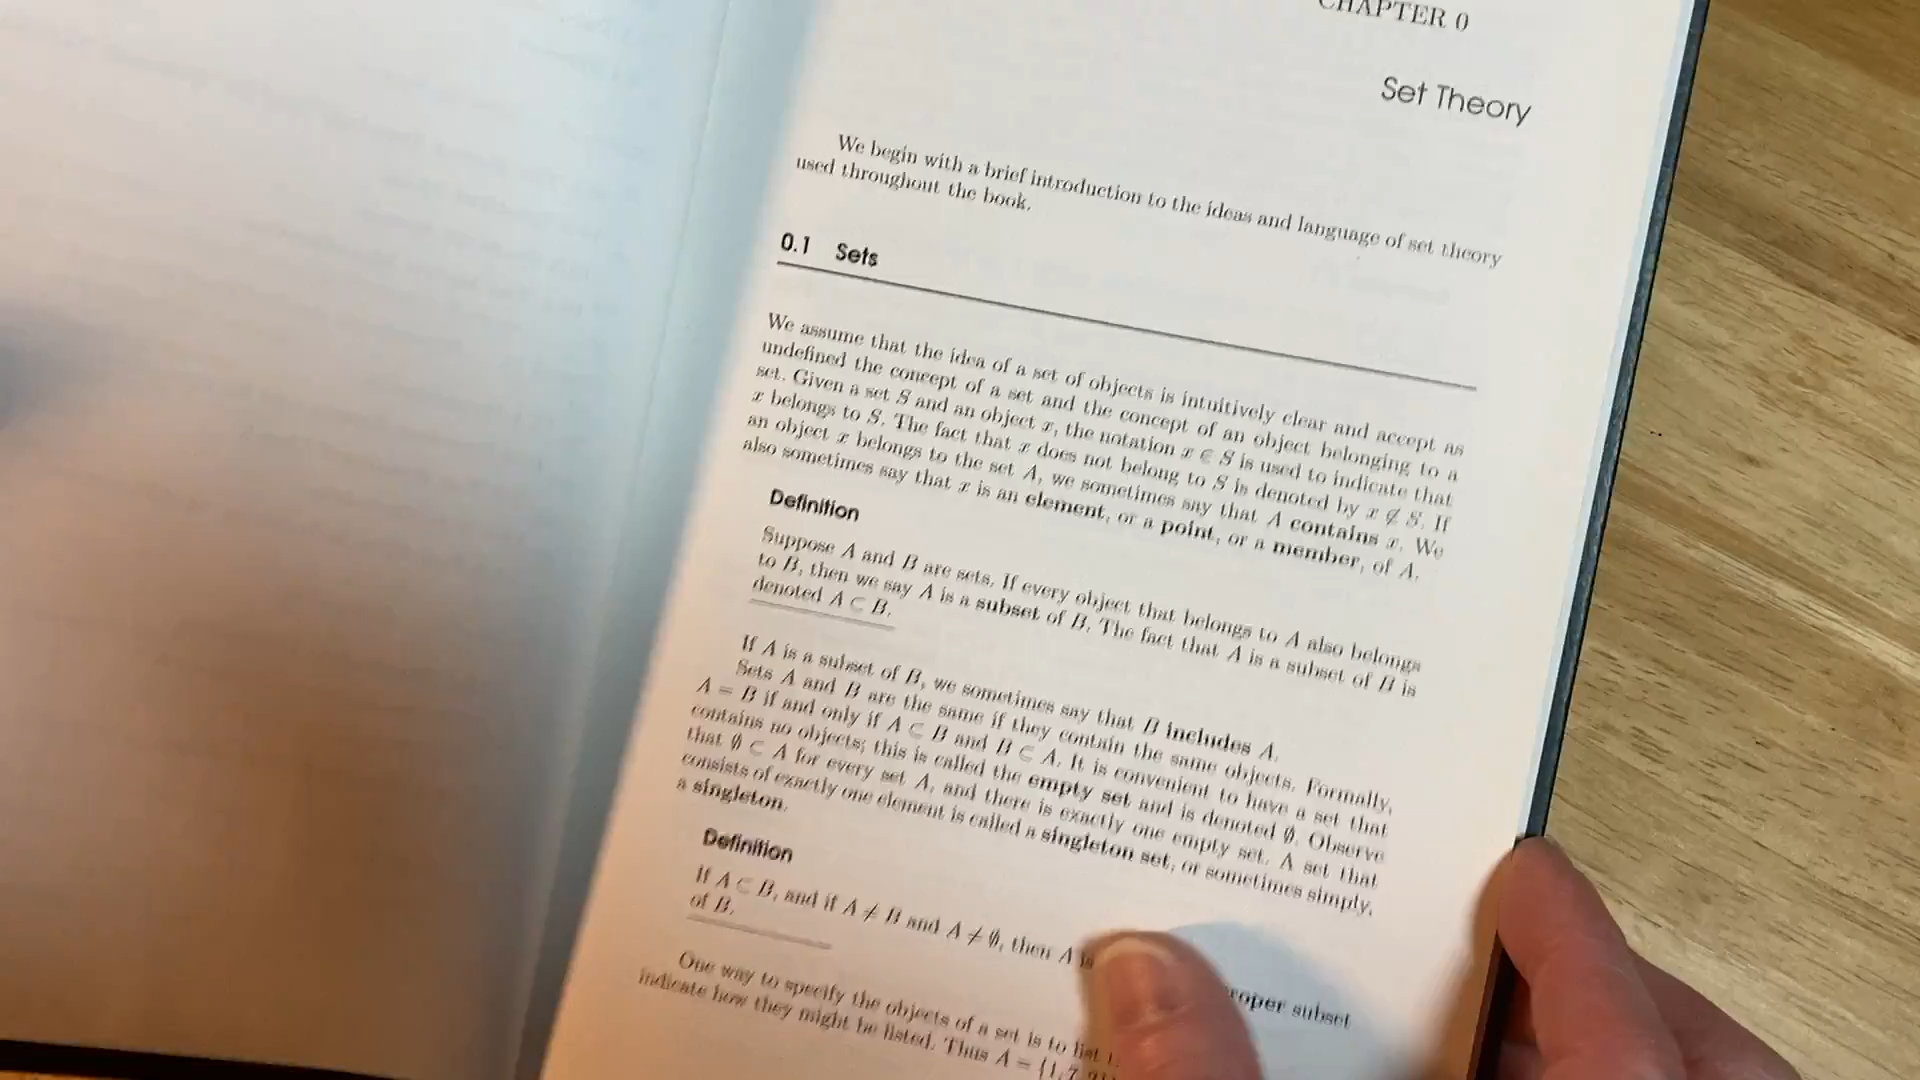 CHAPTER 0
Set Theory
We begin with a brief introduction to the ideas and language of set theory
used throughout the book.
0.1 Sets
We assume that the idea of a set of objects is intuitively clear and accept as
undefined the concept of a set and the concept of an object belonging to a
set. Given a set S and an object x, the notation x ∈ S is used to indicate that
x belongs to S. The fact that x does not belong to S is denoted by x ∉ S. If
an object x belongs to the set A, we sometimes say that A contains x. We
also sometimes say that x is an element, or a point, or a member, of A.
Definition
Suppose A and B are sets. If every object that belongs to A also belongs
to B, then we say A is a subset of B. The fact that A is a subset of B is
denoted A ⊂ B.
If A is a subset of B, we sometimes say that B includes A.
Sets A and B are the same if they contain the same objects. Formally,
A = B if and only if A ⊂ B and B ⊂ A. It is convenient to have a set that
contains no objects; this is called the empty set and is denoted ∅. Observe
that ∅ ⊂ A for every set A, and there is exactly one empty set. A set that
consists of exactly one element is called a singleton set, or sometimes simply,
a singleton.
Definition
If A ⊂ B, and if A ≠ B and A ≠ ∅, then A is roper subset
of B.
One way to specify the objects of a set is to list
indicate how they might be listed. Thus A = {1, 7,